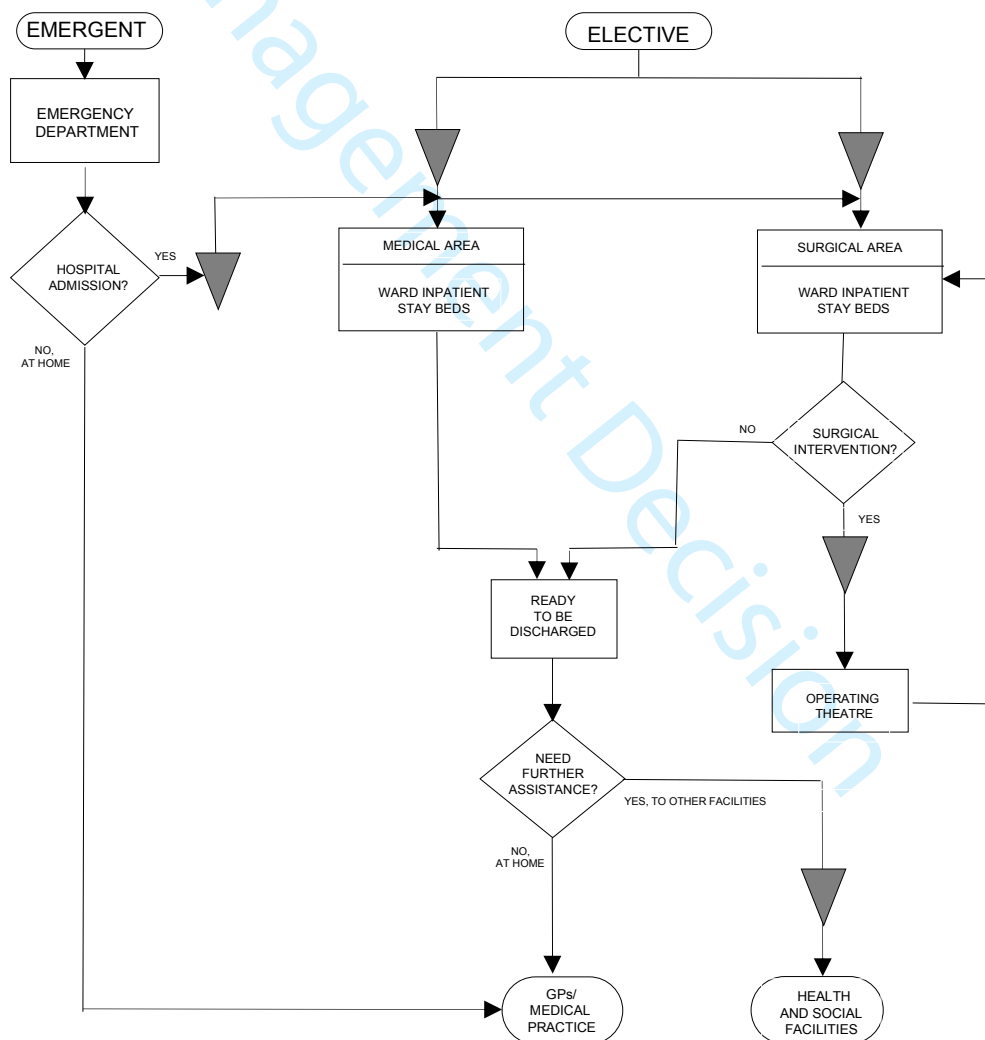 EMERGENT
ELECTIVE
EMERGENCY
DEPARTMENT
HOSPITAL
ADMISSION?
YES
NO,
AT HOME
MEDICAL AREA
WARD INPATIENT
STAY BEDS
SURGICAL AREA
WARD INPATIENT
STAY BEDS
SURGICAL
INTERVENTION?
NO
YES
READY
TO BE
DISCHARGED
OPERATING
THEATRE
NEED
FURTHER
ASSISTANCE?
YES, TO OTHER FACILITIES
NO,
AT HOME
GPs/
MEDICAL
PRACTICE
HEALTH
AND SOCIAL
FACILITIES
nagement Decision